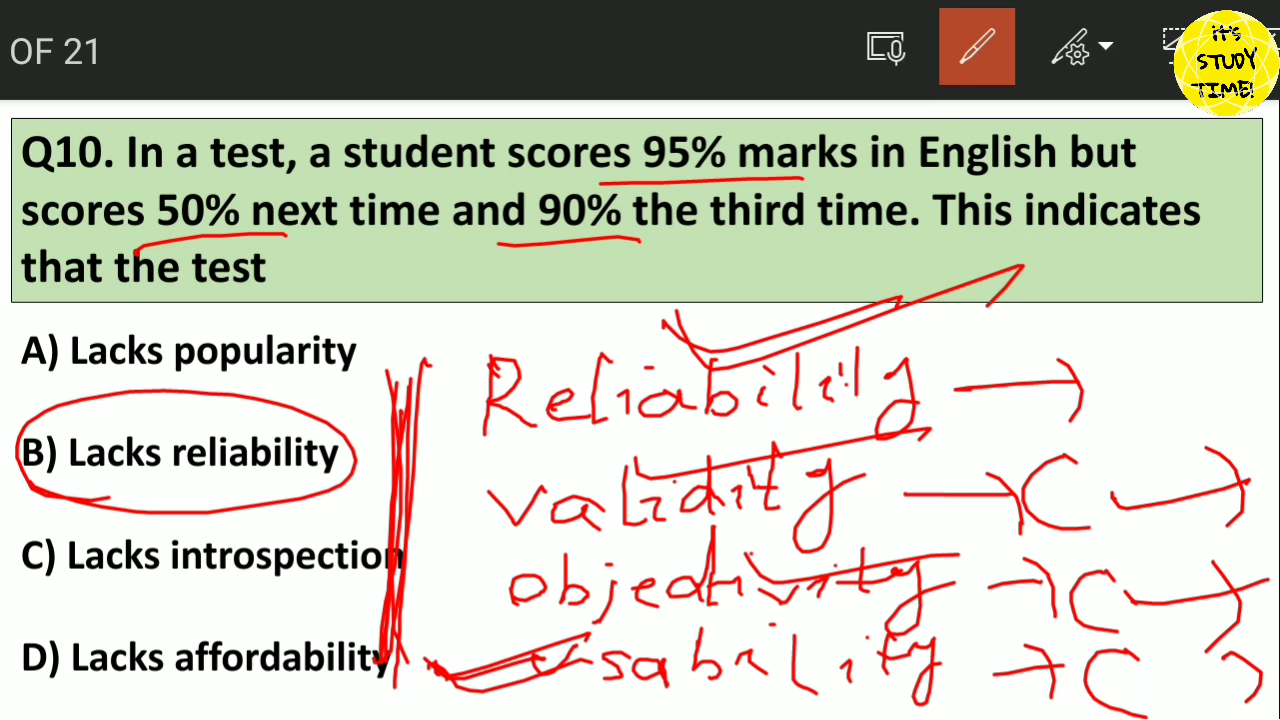 OF 21
IT'S
STUDY
TIME!
Q10. In a test, a student scores 95% marks in English but
scores 50% next time and 90% the third time. This indicates
that the test
A) Lacks popularity
B) Lacks reliability
C) Lacks introspection
D) Lacks affordability
Reliability →
validity → C →
objectivity → C →
usability → C